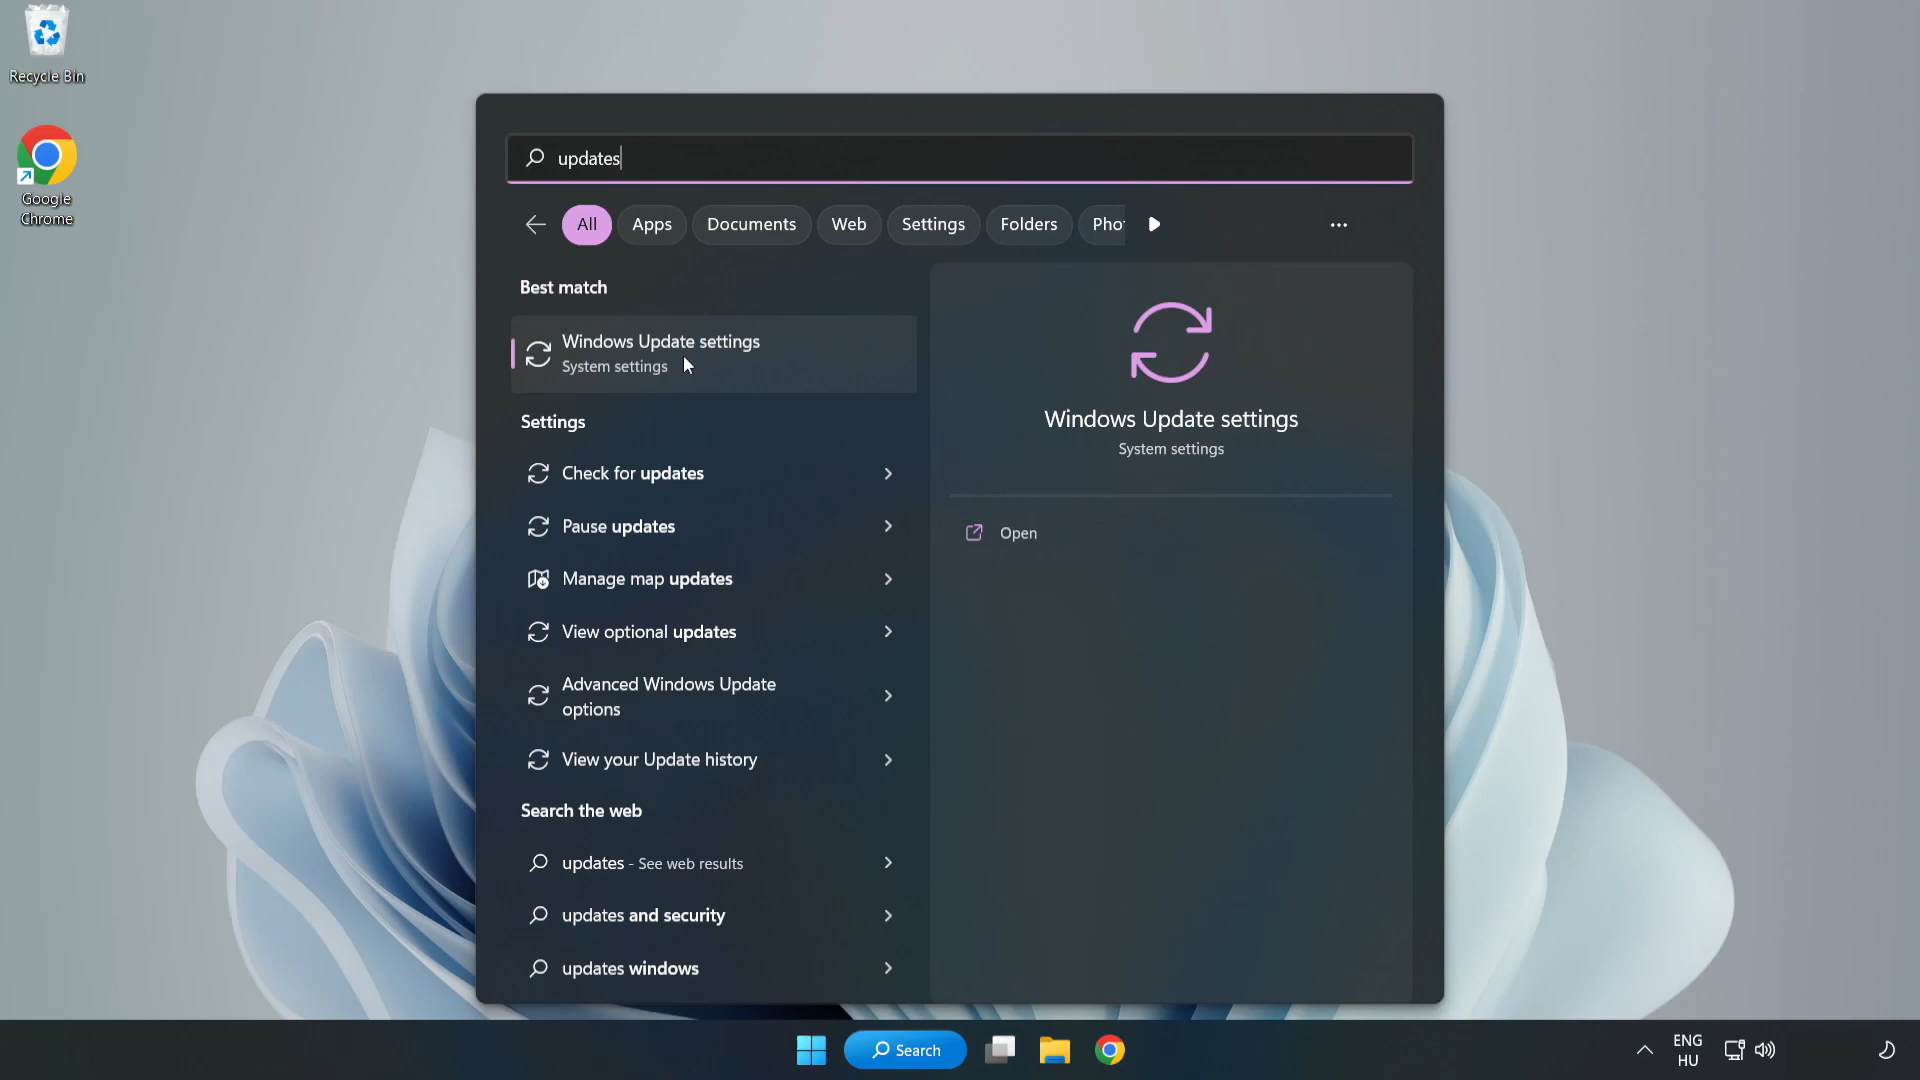 Recycle Bin
Google
Chrome
updates
All Apps Documents Web Settings Folders Pho
Best match
Windows Update settings
System settings
Settings
Check for updates
Pause updates
Manage map updates
View optional updates
Advanced Windows Update
options
View your Update history
Search the web
updates - See web results
updates and security
updates windows
Windows Update settings
System settings
Open
Search
ENG
HU